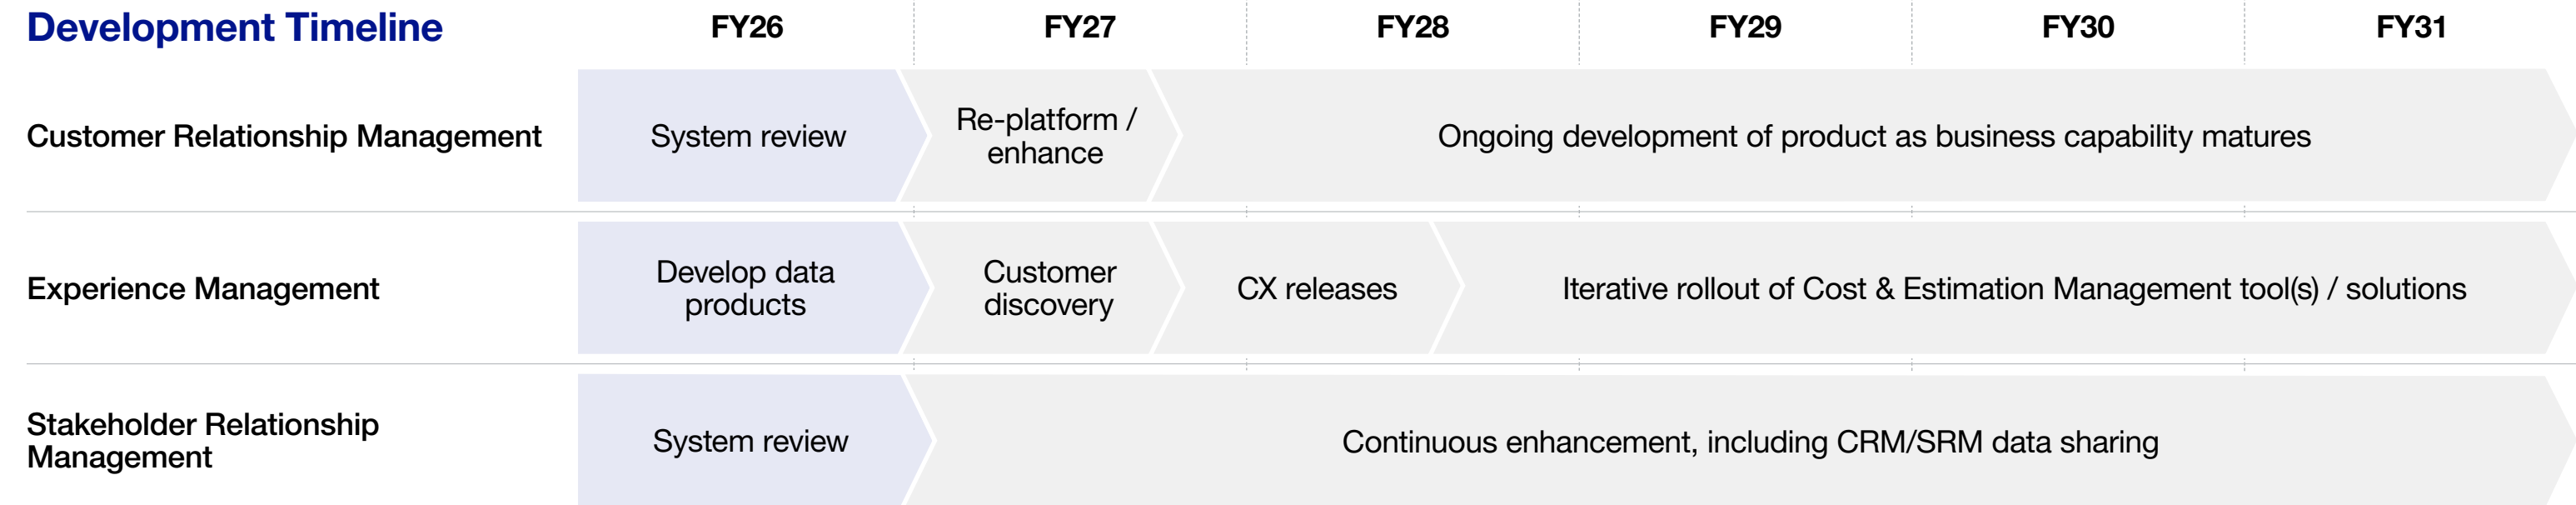 Development Timeline
FY26
FY27
FY28
FY29
FY30
FY31
Customer Relationship Management
System review
Re-platform /
enhance
Ongoing development of product as business capability matures
Experience Management
Develop data
products
Customer
discovery
CX releases
Iterative rollout of Cost & Estimation Management tool(s) / solutions
Stakeholder Relationship
Management
System review
Continuous enhancement, including CRM/SRM data sharing